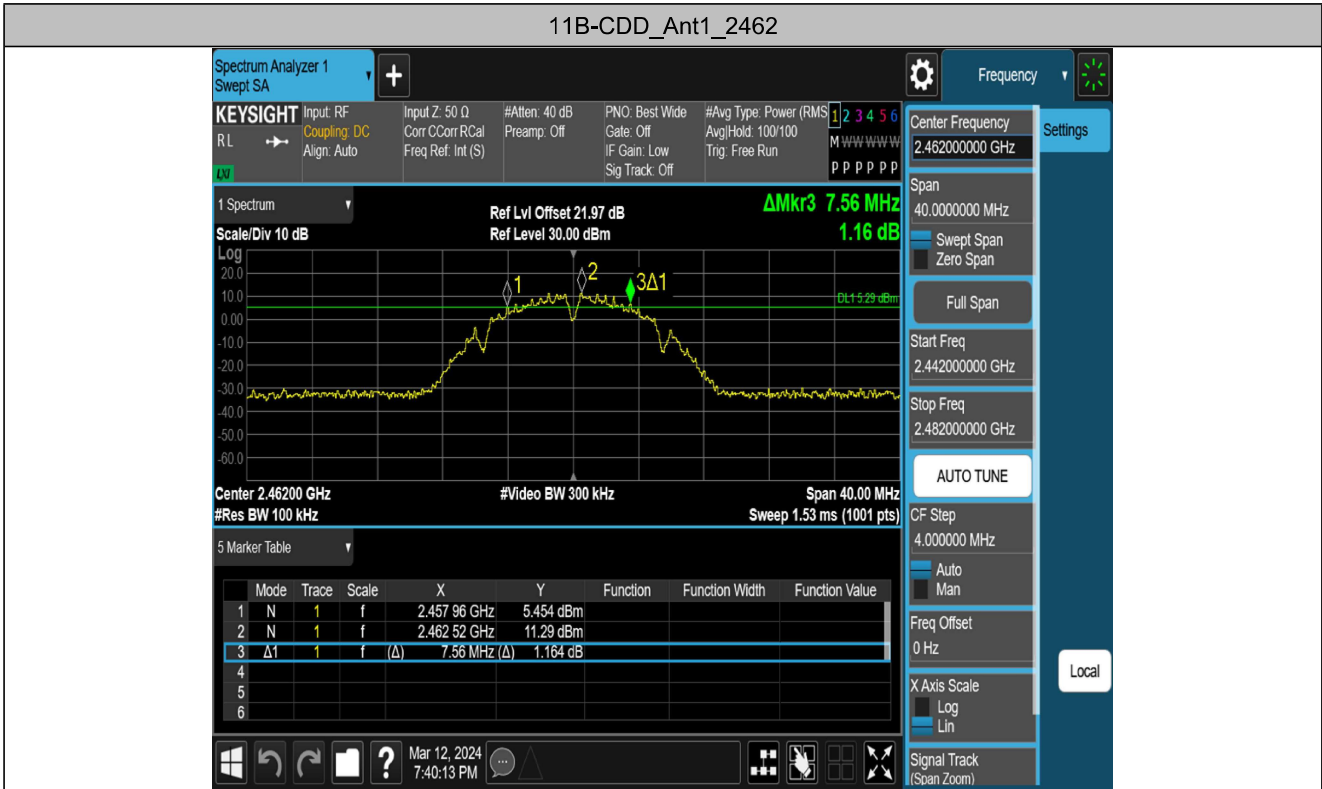 11B-CDD_Ant1_2462
Spectrum Analyzer 1
Swept SA
+
Frequency
KEYSIGHT
RL
LXI
Input: RF
Coupling: DC
Align: Auto
Input Z: 50 Ω
Corr CCorr RCal
Freq Ref: Int (S)
#Atten: 40 dB
Preamp: Off
PNO: Best Wide
Gate: Off
IF Gain: Low
Sig Track: Off
#Avg Type: Power (RMS
Avg|Hold: 100/100
Trig: Free Run
1 2 3 4 5 6
M W W W W W
P P P P P P
1 Spectrum
Scale/Div 10 dB
Ref Lvl Offset 21.97 dB
Ref Level 30.00 dBm
ΔMkr3 7.56 MHz
1.16 dB
Log
20.0
10.0
0.00
-10.0
-20.0
-30.0
-40.0
-50.0
-60.0
1
2
3Δ1
DL1 5.29 dBm
Center 2.46200 GHz
#Video BW 300 kHz
Span 40.00 MHz
#Res BW 100 kHz
Sweep 1.53 ms (1001 pts)
5 Marker Table
Mode Trace Scale X Y Function Function Width Function Value
1 N 1 f 2.457 96 GHz 5.454 dBm
2 N 1 f 2.462 52 GHz 11.29 dBm
3 Δ1 1 f (Δ) 7.56 MHz (Δ) 1.164 dB
4
5
6
?
Mar 12, 2024
7:40:13 PM
Center Frequency
2.462000000 GHz
Settings
Span
40.0000000 MHz
Swept Span
Zero Span
Full Span
Start Freq
2.442000000 GHz
Stop Freq
2.482000000 GHz
AUTO TUNE
CF Step
4.000000 MHz
Auto
Man
Freq Offset
0 Hz
X Axis Scale
Log
Lin
Local
Signal Track
(Span Zoom)